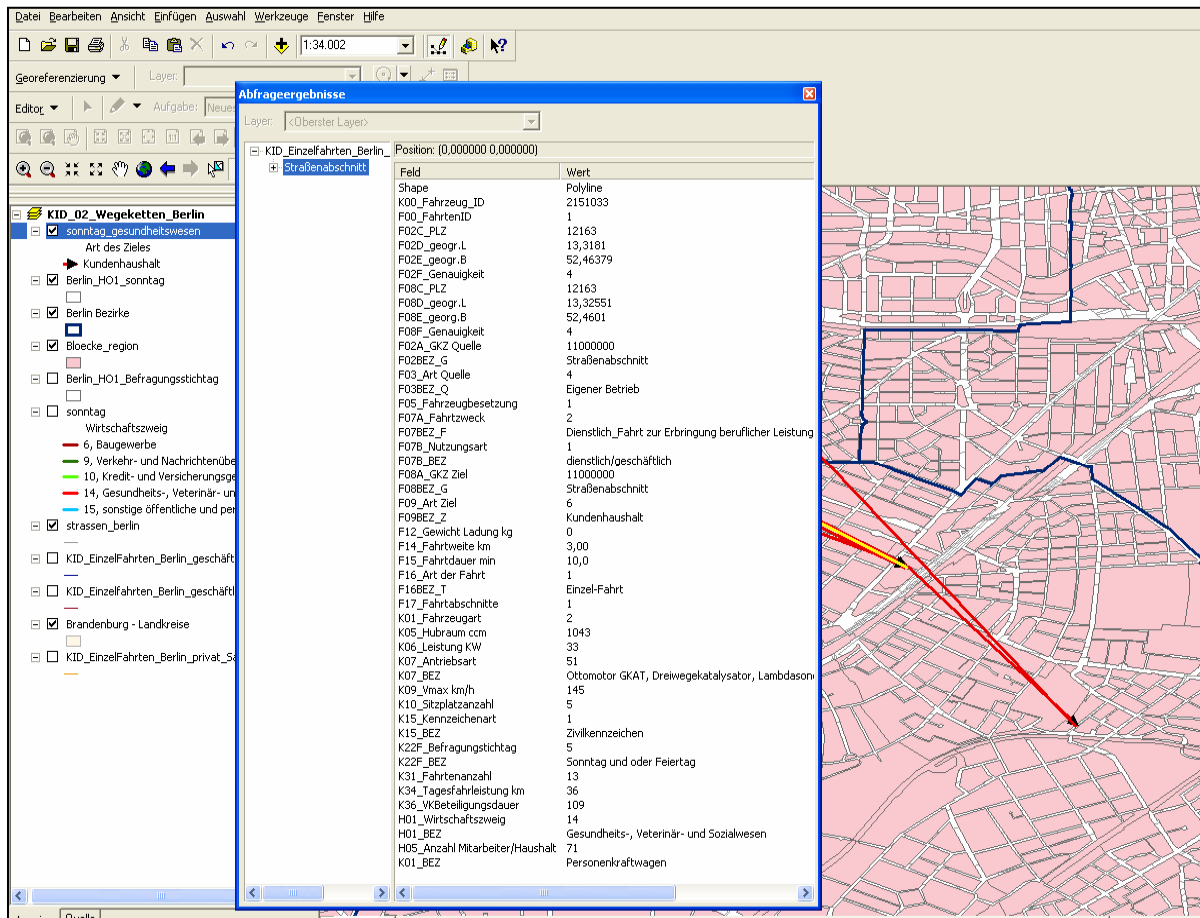 Datei Bearbeiten Ansicht Einfügen Auswahl Werkzeuge Fenster Hilfe
1:34.002
Georeferenzierung Layer:
Editor Aufgabe: Neues
KID_02_Wegeketten_Berlin
sonntag_gesundheitswesen
Art des Zieles
Kundenhaushalt
Berlin_HO1_sonntag
Berlin Bezirke
Bloecke_region
Berlin_HO1_Befragungsstichtag
sonntag
Wirtschaftszweig
6, Baugewerbe
9, Verkehr- und Nachrichtenübe
10, Kredit- und Versicherungsge
14, Gesundheits-, Veterinär- un
15, sonstige öffentliche und per
strassen_berlin
KID_EinzelFahrten_Berlin_geschäft
KID_EinzelFahrten_Berlin_geschäftl
Brandenburg - Landkreise
KID_EinzelFahrten_Berlin_privat_Sa
Quelle
Abfrageergebnisse
Layer: <Oberster Layer>
KID_Einzelfahrten_Berlin_
Straßenabschnitt
Position: (0,000000 0,000000)
Feld Wert
Shape Polyline
K00_Fahrzeug_ID 2151033
F00_FahrtenID 1
F02C_PLZ 12163
F02D_geogr.L 13,3181
F02E_geogr.B 52,46379
F02F_Genauigkeit 4
F08C_PLZ 12163
F08D_geogr.L 13,32551
F08E_georg.B 52,4601
F08F_Genauigkeit 4
F02A_GKZ Quelle 11000000
F02BEZ_G Straßenabschnitt
F03_Art Quelle 4
F03BEZ_Q Eigener Betrieb
F05_Fahrzeugbesetzung 1
F07A_Fahrtzweck 2
F07BEZ_F Dienstlich_Fahrt zur Erbringung beruflicher Leistung
F07B_Nutzungsart 1
F07B_BEZ dienstlich/geschäftlich
F08A_GKZ Ziel 11000000
F08BEZ_G Straßenabschnitt
F09_Art Ziel 6
F09BEZ_Z Kundenhaushalt
F12_Gewicht Ladung kg 0
F14_Fahrtweite km 3,00
F15_Fahrtdauer min 10,0
F16_Art der Fahrt 1
F16BEZ_T Einzel-Fahrt
F17_Fahrtabschnitte 1
K01_Fahrzeugart 2
K05_Hubraum ccm 1043
K06_Leistung KW 33
K07_Antriebsart 51
K07_BEZ Ottomotor GKAT, Dreiwegekatalysator, Lambdason
K09_Vmax km/h 145
K10_Sitzplatzanzahl 5
K15_Kennzeichenart 1
K15_BEZ Zivilkennzeichen
K22F_Befragungstichtag 5
K22F_BEZ Sonntag und oder Feiertag
K31_Fahrtenanzahl 13
K34_Tagesfahrleistung km 36
K36_VKBeteiligungsdauer 109
H01_Wirtschaftszweig 14
H01_BEZ Gesundheits-, Veterinär- und Sozialwesen
H05_Anzahl Mitarbeiter/Haushalt 71
K01_BEZ Personenkraftwagen